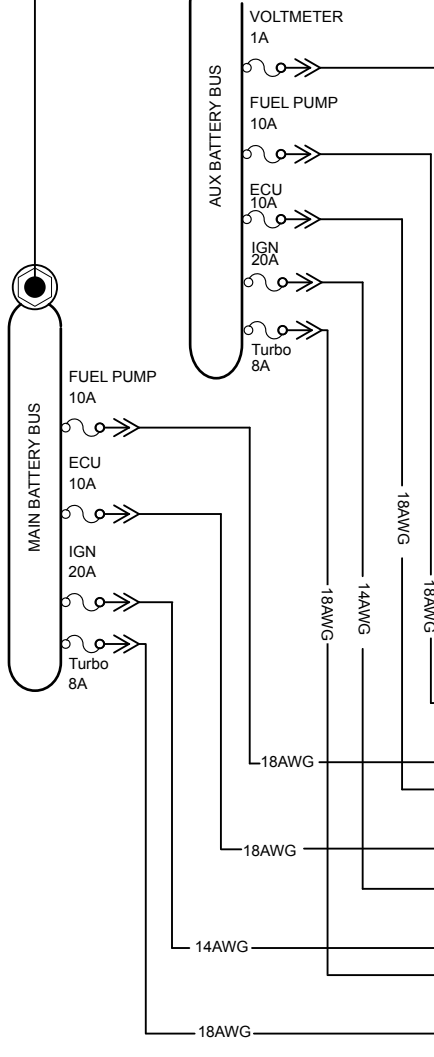 VOLTMETER
1A
FUEL PUMP
10A
ECU
10A
IGN
20A
Turbo
8A
AUX BATTERY BUS
FUEL PUMP
10A
ECU
10A
IGN
20A
Turbo
8A
MAIN BATTERY BUS
18AWG
14AWG
18AWG
18AWG
18AWG
18AWG
14AWG
18AWG